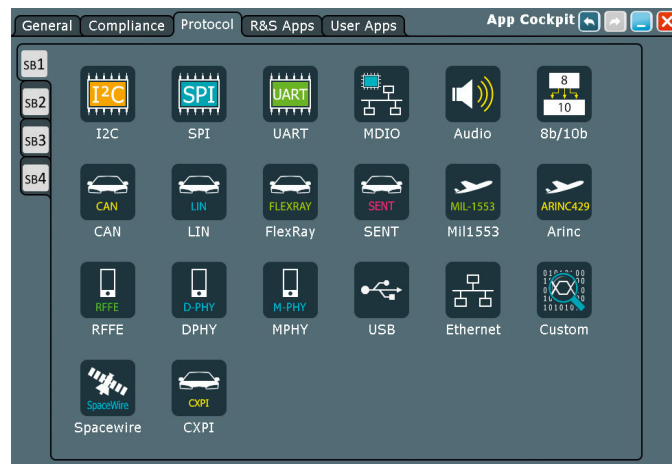 General Compliance Protocol R&S Apps User Apps App Cockpit
SB1
SB2
SB3
SB4
I²C SPI UART 8 10
I2C SPI UART MDIO Audio 8b/10b
CAN LIN FLEXRAY SENT MIL-1553 ARINC429
CAN LIN FlexRay SENT Mil1553 Arinc
RFFE D-PHY M-PHY
RFFE DPHY MPHY USB Ethernet Custom
SpaceWire CXPI
Spacewire CXPI